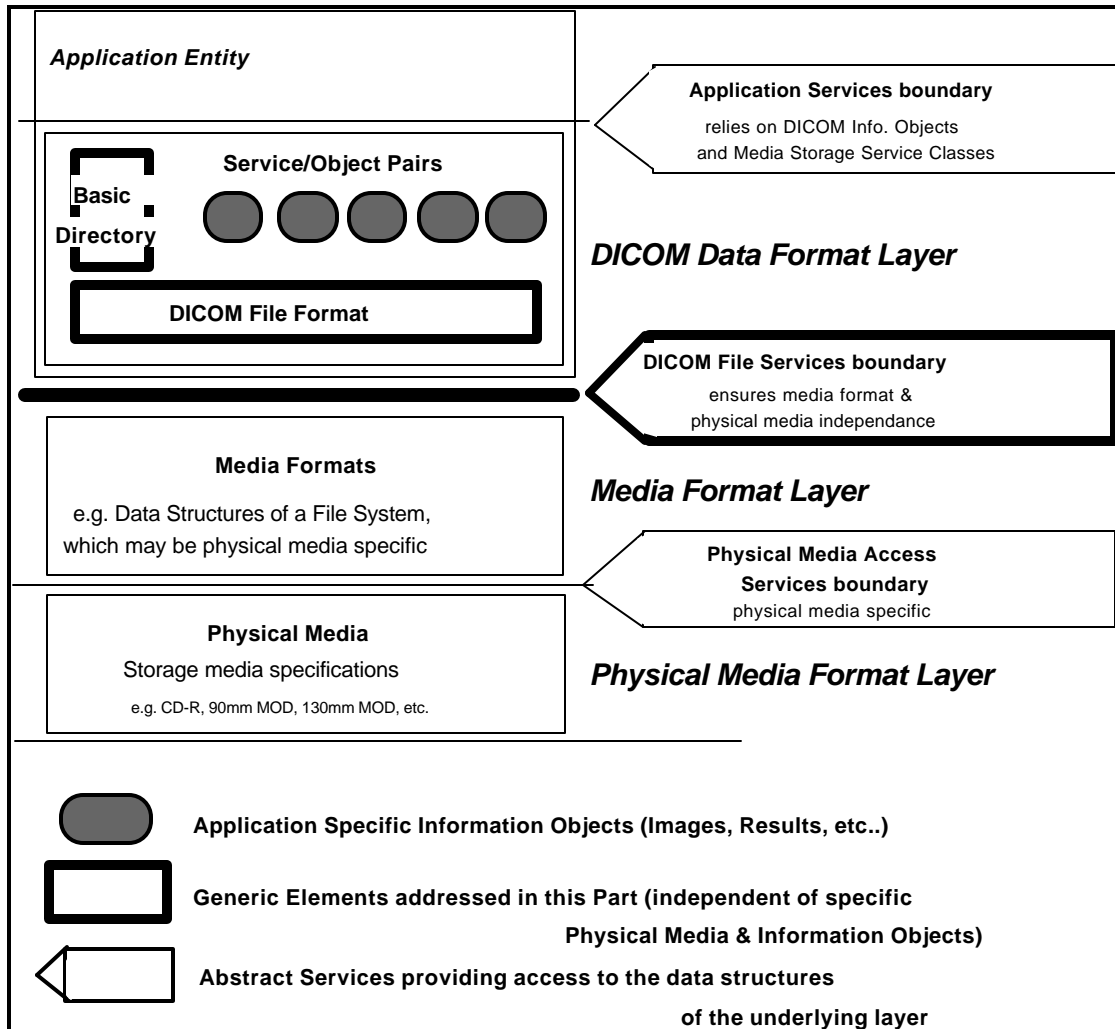 Application Entity
Application Services boundary
relies on DICOM Info. Objects
and Media Storage Service Classes
Service/Object Pairs
Basic
Directory
DICOM Data Format Layer
DICOM File Format
DICOM File Services boundary
ensures media format &
physical media independance
Media Formats
e.g. Data Structures of a File System,
which may be physical media specific
Media Format Layer
Physical Media Access
Services boundary
physical media specific
Physical Media
Storage media specifications
e.g. CD-R, 90mm MOD, 130mm MOD, etc.
Physical Media Format Layer
Application Specific Information Objects (Images, Results, etc..)
Generic Elements addressed in this Part (independent of specific
Physical Media & Information Objects)
Abstract Services providing access to the data structures
of the underlying layer